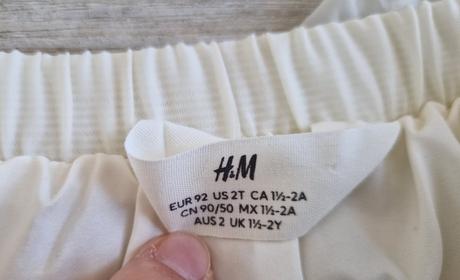 H&M
EUR 92 US 2T CA 1½-2A
CN 90/50 MX 1½-2A
AUS 2 UK 1½-2Y